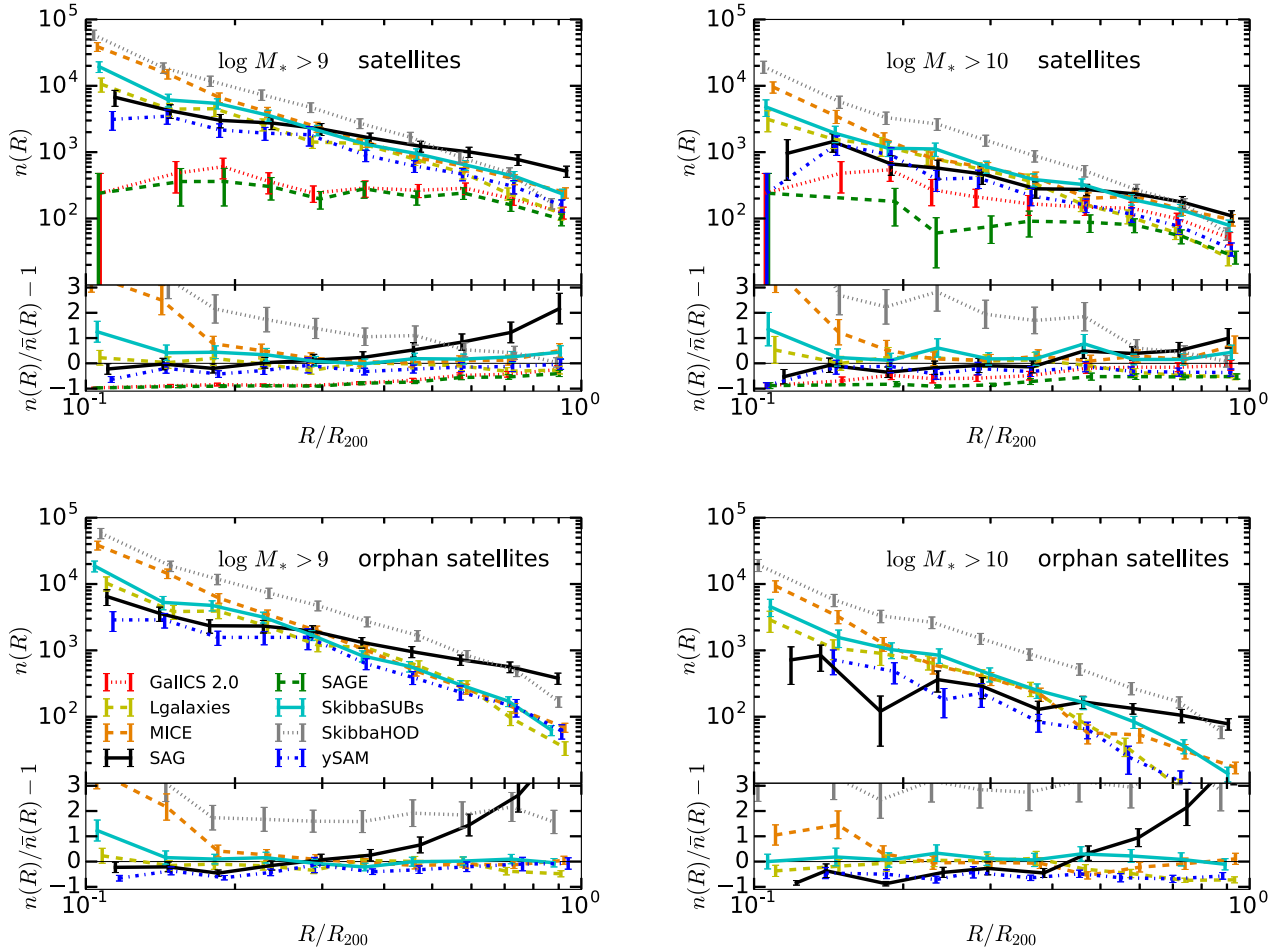 10^5
log M_* > 9 satellites
10^4
n(R)
10^3
10^2
3
2
1
0
−1
n(R)/n̄(R) − 1
10^-1
10^0
R/R_200
10^5
log M_* > 10 satellites
10^4
n(R)
10^3
10^2
3
2
1
0
−1
n(R)/n̄(R) − 1
10^-1
10^0
R/R_200
10^5
log M_* > 9 orphan satellites
10^4
n(R)
10^3
GalICS 2,0
SAGE
Lgalaxies
SkibbaSUBs
10^2
MICE
SkibbaHOD
SAG
ySAM
3
2
1
0
−1
n(R)/n̄(R) − 1
10^-1
10^0
R/R_200
10^5
log M_* > 10 orphan satellites
10^4
n(R)
10^3
10^2
3
2
1
0
−1
n(R)/n̄(R) − 1
10^-1
10^0
R/R_200